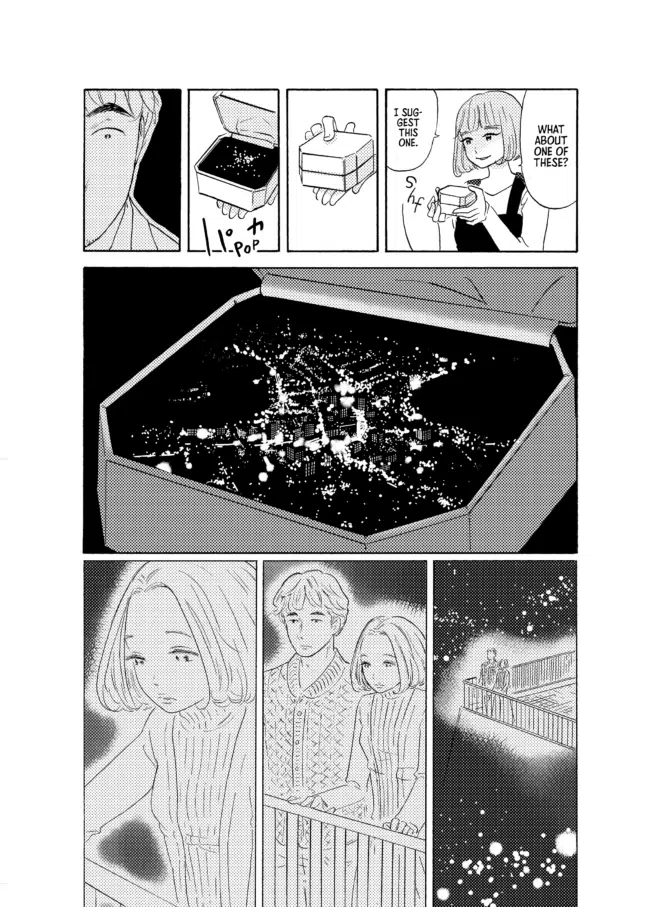 WHAT
ABOUT
ONE OF
THESE?
I SUG-
GEST
THIS
ONE.
Shf
パカ
POP